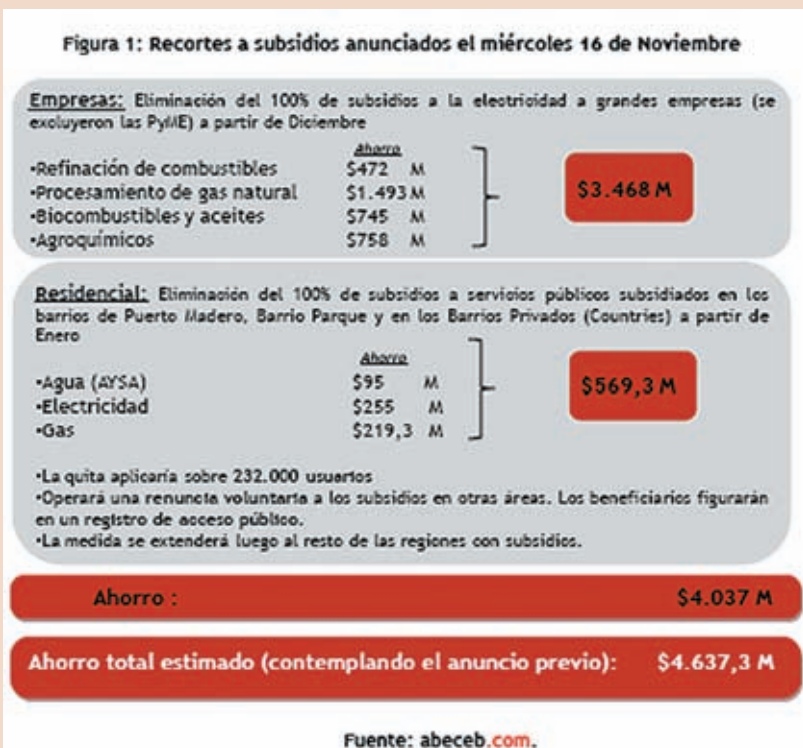 Figura 1: Recortes a subsidios anunciados el miércoles 16 de Noviembre
Empresas: Eliminación del 100% de subsidios a la electricidad a grandes empresas (se
excluyeron las PyME) a partir de Diciembre
Ahorro
•Refinación de combustibles $472 M
•Procesamiento de gas natural $1.493 M
•Biocombustibles y aceites $745 M
•Agroquímicos $758 M
$3.468 M
Residencial: Eliminación del 100% de subsidios a servicios públicos subsidiados en los
barrios de Puerto Madero, Barrio Parque y en los Barrios Privados (Countries) a partir de
Enero
Ahorro
•Agua (AYSA) $95 M
•Electricidad $255 M
•Gas $219,3 M
$569,3 M
•La quita aplicaría sobre 232.000 usuarios
•Operará una renuncia voluntaria a los subsidios en otras áreas. Los beneficiarios figurarán
en un registro de acceso público.
•La medida se extenderá luego al resto de las regiones con subsidios.
Ahorro : $4.037 M
Ahorro total estimado (contemplando el anuncio previo): $4.637,3 M
Fuente: abeceb.com.